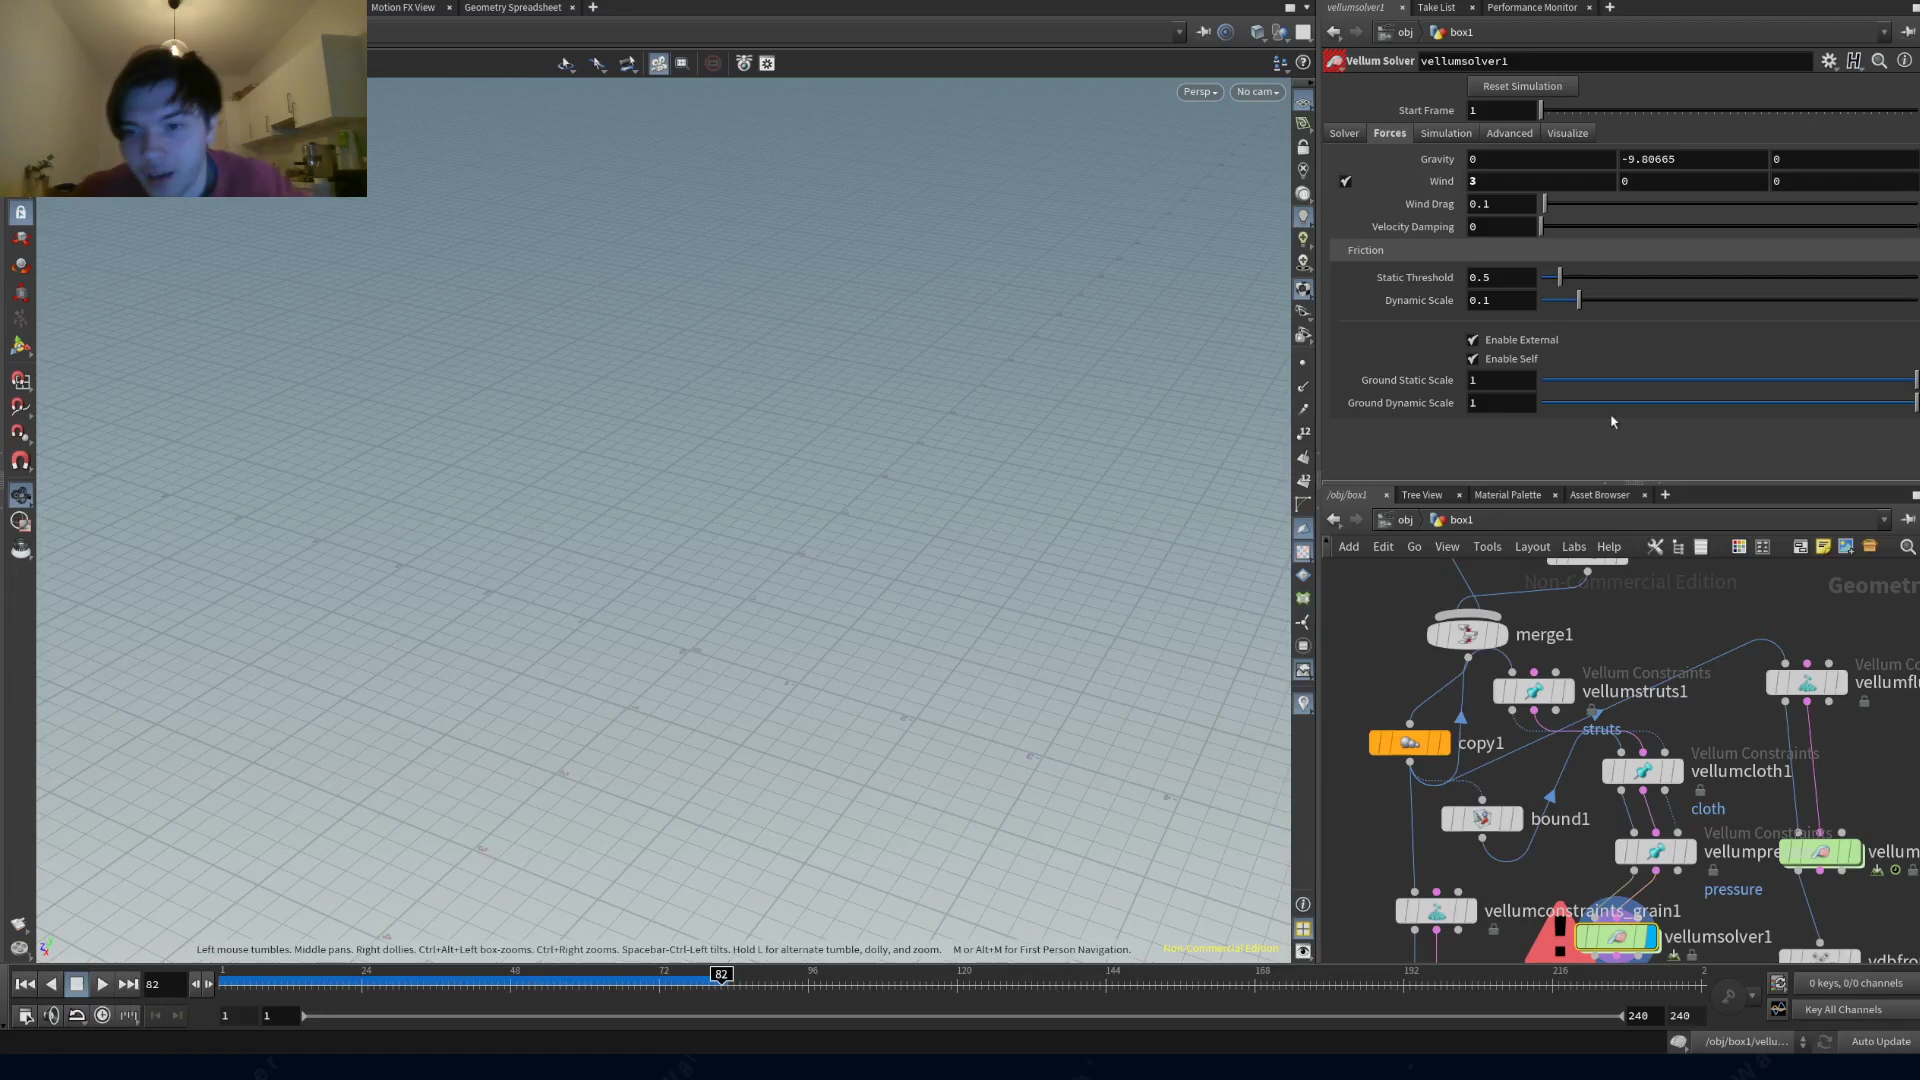 Motion FX View
Geometry Spreadsheet
vellumsolver1
Take List
Performance Monitor
obj
box1
Vellum Solver
vellumsolver1
Reset Simulation
Start Frame
1
Solver
Forces
Simulation
Advanced
Visualize
Gravity
0
-9.80665
0
Wind
3
0
0
Wind Drag
0.1
Velocity Damping
0
Friction
Static Threshold
0.5
Dynamic Scale
0.1
Enable External
Enable Self
Ground Static Scale
1
Ground Dynamic Scale
1
Persp
No cam
12
12
Left mouse tumbles. Middle pans. Right dollies. Ctrl+Alt+Left box-zooms. Ctrl+Right zooms. Spacebar-Ctrl-Left tilts. Hold L for alternate tumble, dolly, and zoom. M or Alt+M for First Person Navigation.
Non-Commercial Edition
/obj/box1
Tree View
Material Palette
Asset Browser
obj
box1
Add
Edit
Go
View
Tools
Layout
Labs
Help
Non-Commercial Edition
Geometr
merge1
Vellum Constraints
vellumstruts1
struts
Vellum Co
vellumflu
copy1
Vellum Constraints
vellumcloth1
cloth
bound1
Vellum Constraints
vellumpre
pressure
vellum
vellumconstraints_grain1
vellumsolver1
vdbfro
82
1
24
48
72
82
96
120
144
168
192
216
2
1
1
240
240
0 keys, 0/0 channels
Key All Channels
/obj/box1/vellu...
Auto Update